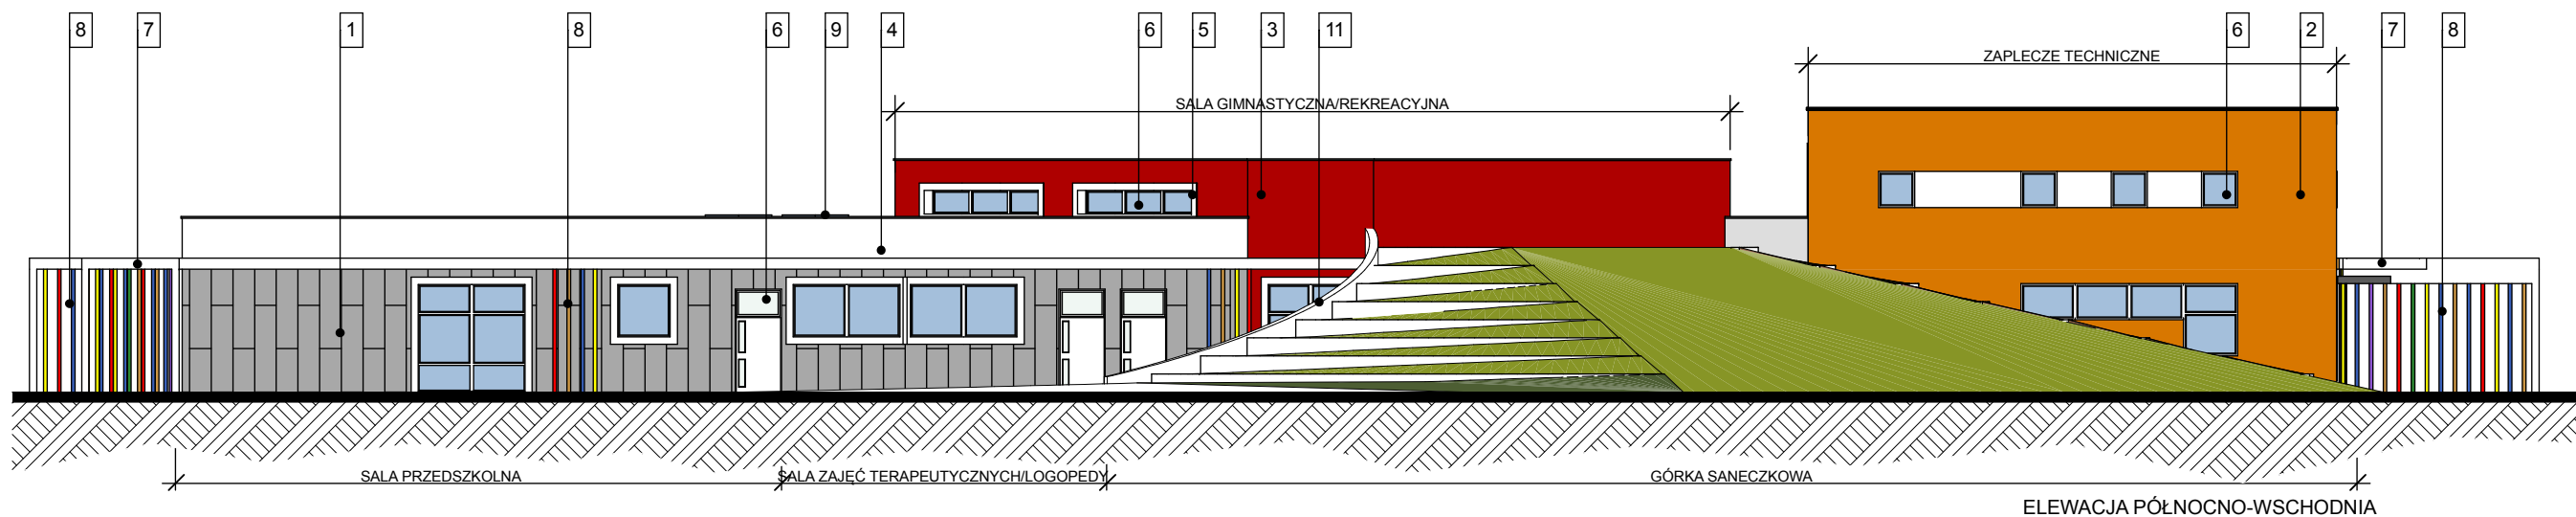 8 7 1 8 6 9 4 6 5 3 11 6 2 7 8
ZAPLECZE TECHNICZNE
SALA GIMNASTYCZNA/REKREACYJNA
SALA PRZEDSZKOLNA SALA ZAJĘĆ TERAPEUTYCZNYCH/LOGOPEDY GÓRKA SANECZKOWA
ELEWACJA PÓŁNOCNO-WSCHODNIA